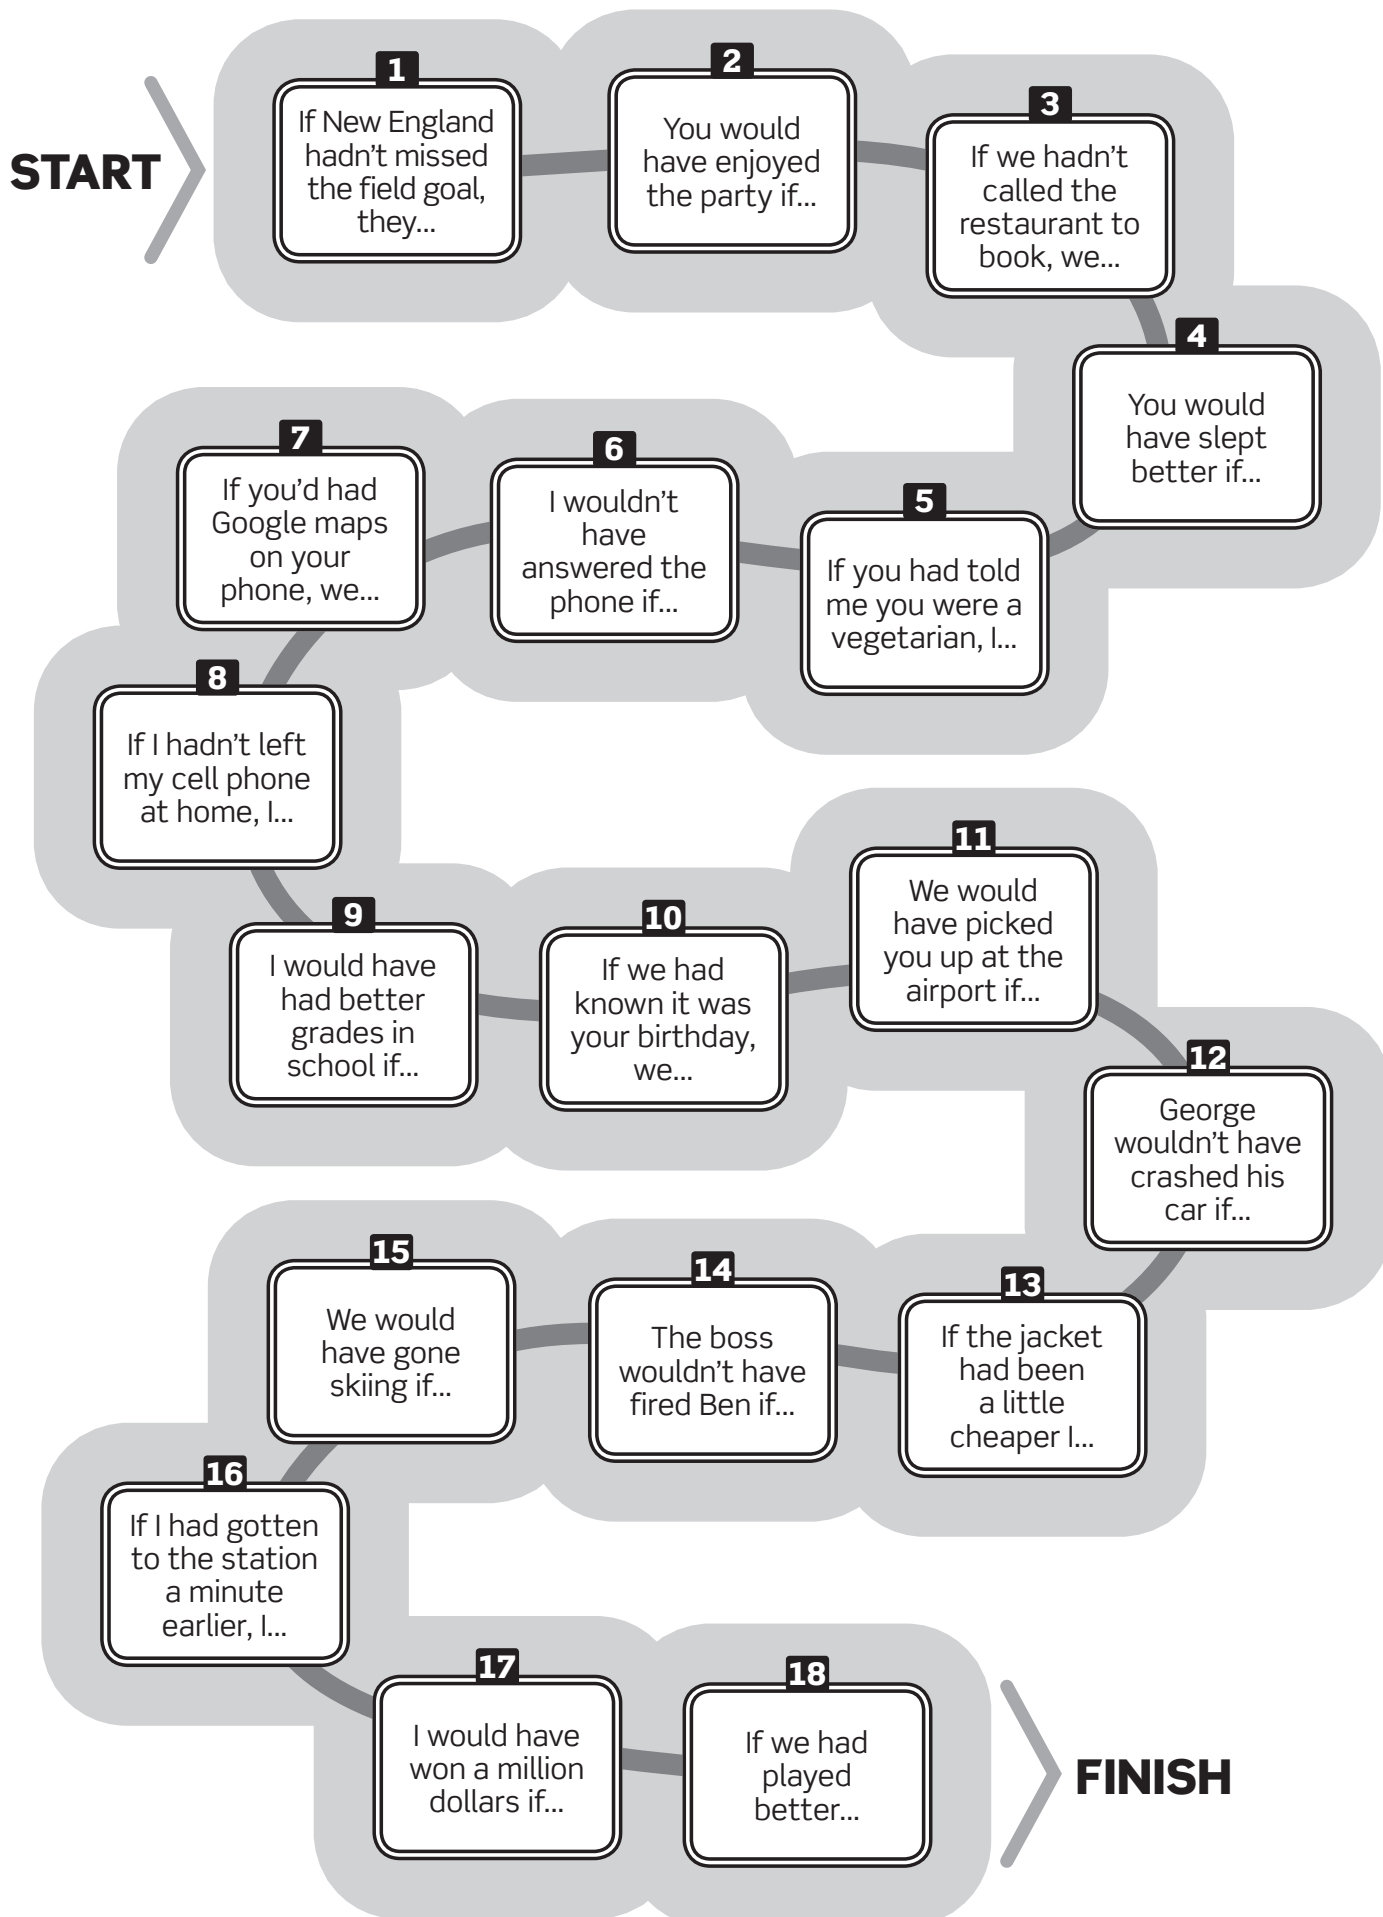 START
1
If New England
hadn't missed
the field goal,
they...
2
You would
have enjoyed
the party if...
3
If we hadn't
called the
restaurant to
book, we...
4
You would
have slept
better if...
5
If you had told
me you were a
vegetarian, I...
6
I wouldn't
have
answered the
phone if...
7
If you'd had
Google maps
on your
phone, we...
8
If I hadn't left
my cell phone
at home, I...
9
I would have
had better
grades in
school if...
10
If we had
known it was
your birthday,
we...
11
We would
have picked
you up at the
airport if...
12
George
wouldn't have
crashed his
car if...
13
If the jacket
had been
a little
cheaper I...
14
The boss
wouldn't have
fired Ben if...
15
We would
have gone
skiing if...
16
If I had gotten
to the station
a minute
earlier, I...
17
I would have
won a million
dollars if...
18
If we had
played
better...
FINISH